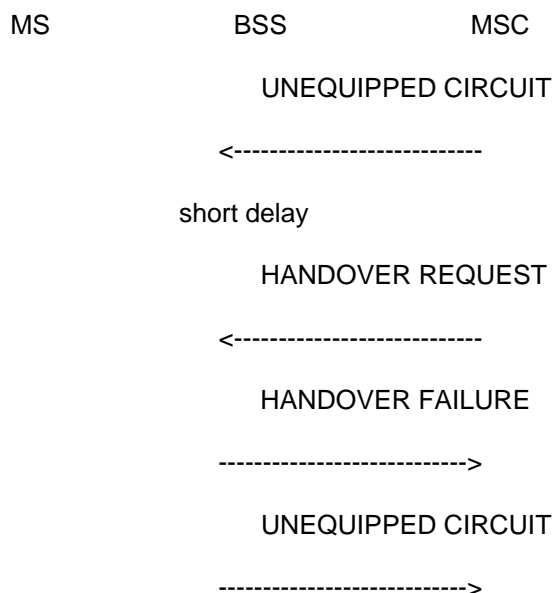 MS BSS MSC
UNEQUIPPED CIRCUIT
<----------------------------
short delay
HANDOVER REQUEST
<----------------------------
HANDOVER FAILURE
---------------------------->
UNEQUIPPED CIRCUIT
---------------------------->